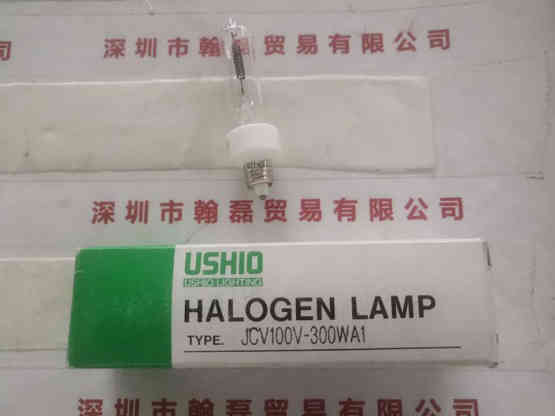 深圳市翰磊贸易有限公司
司
深圳市翰磊贸易有限公司
USHIO
USHIO LIGHTING
HALOGEN LAMP
TYPE. JCV100V-300WA1
深圳市翰磊贸易有限公司